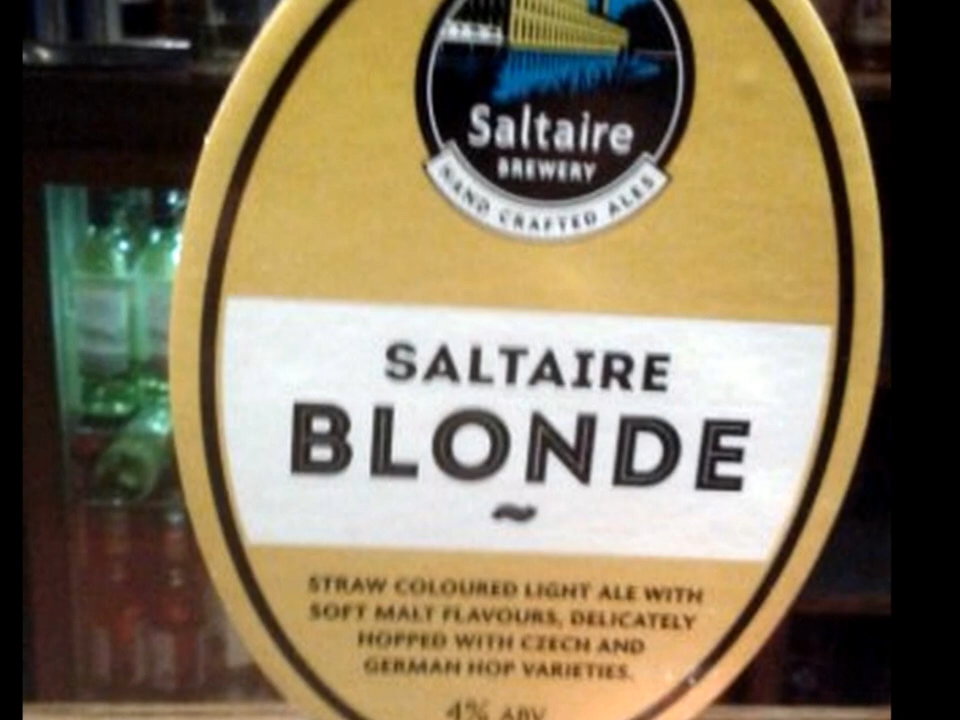 Saltaire
BREWERY
HAND CRAFTED ALES
SALTAIRE
BLONDE
~
STRAW COLOURED LIGHT ALE WITH
SOFT MALT FLAVOURS, DELICATELY
HOPPED WITH CZECH AND
GERMAN HOP VARIETIES.
4% ABV